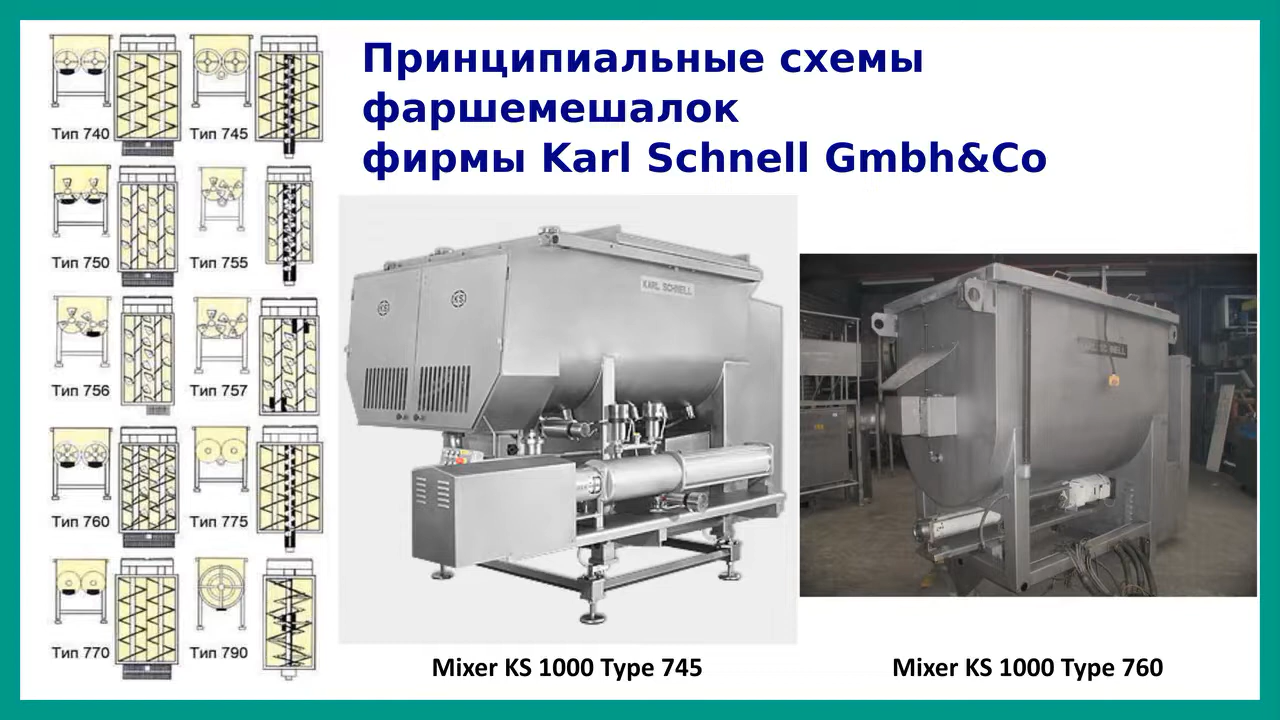 Принципиальные схемы
фаршемешалок
фирмы Karl Schnell Gmbh&Co
Тип 740
Тип 745
Тип 750
Тип 755
Тип 756
Тип 757
Тип 760
Тип 775
Тип 770
Тип 790
KS
KS
KARL SCHNELL
KARL SCHNELL
Mixer KS 1000 Type 745
Mixer KS 1000 Type 760